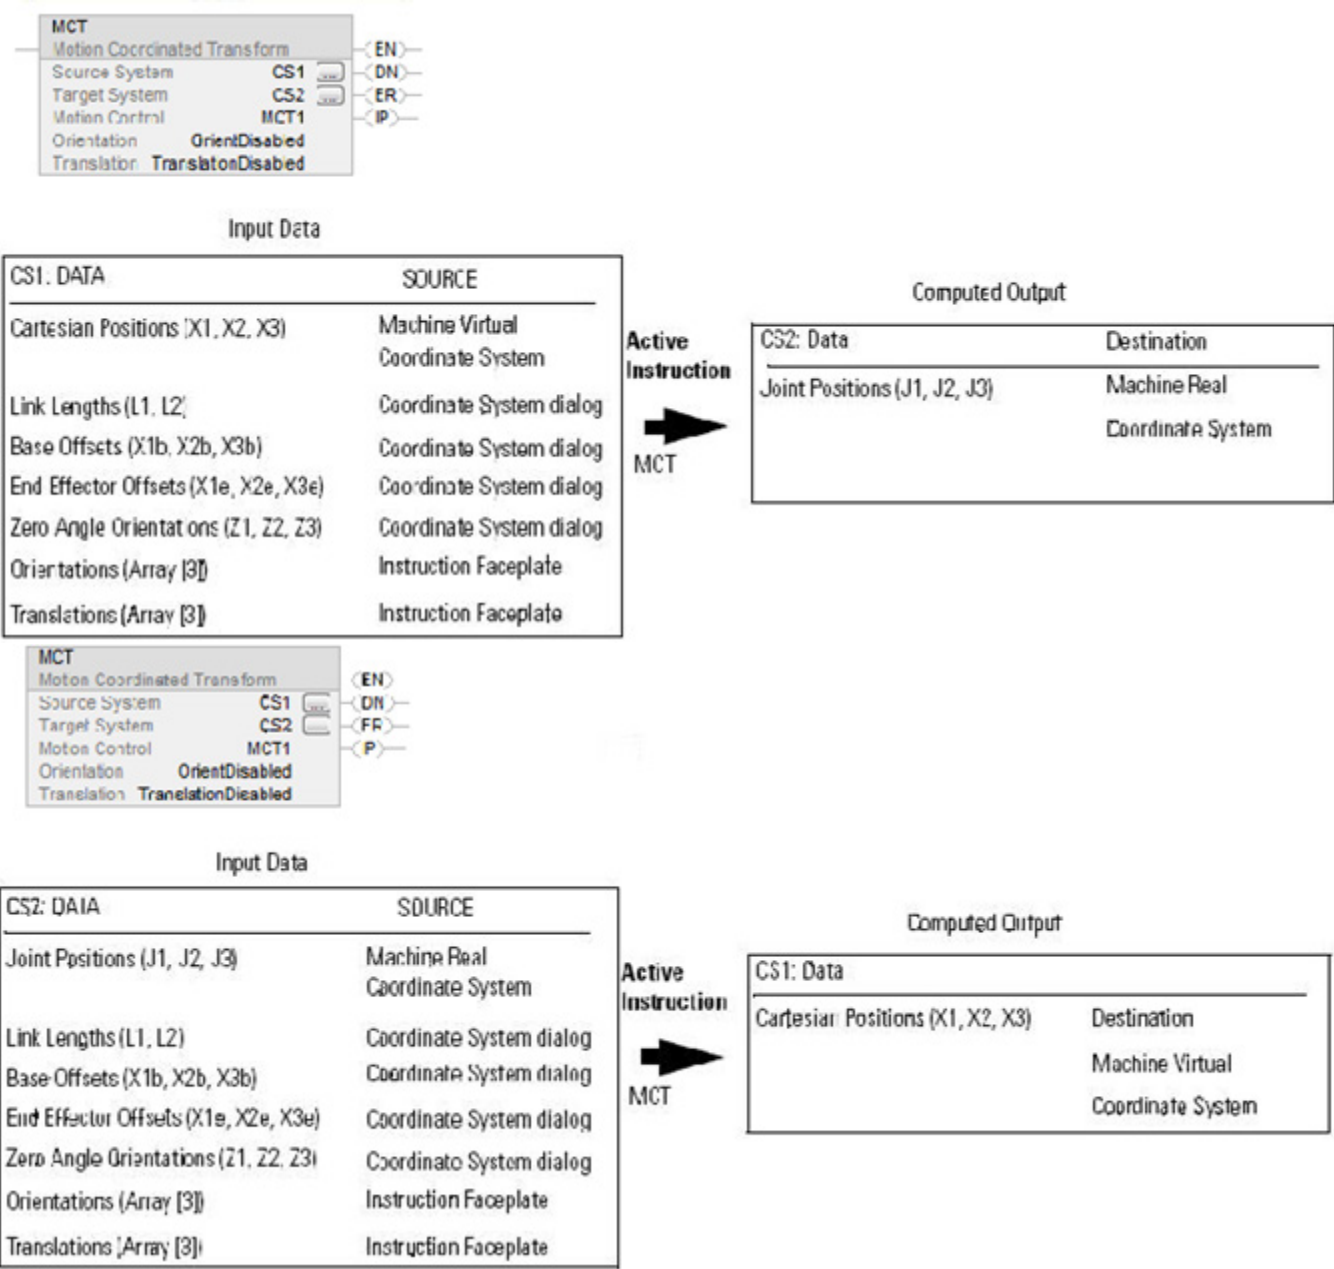 MCT
Motion Coordinated Transform
EN
Source System CS1 ... DN
Target System CS2 ... ER
Motion Control MCT1 IP
Orientation OrientDisabled
Translation TranslatonDisabled
Input Data
CS1: DATA SOURCE
Cartesian Positions (X1, X2, X3) Machine Virtual
Coordinate System
Link Lengths (L1, L2) Coordinate System dialog
Base Offsets (X1b, X2b, X3b) Coordinate System dialog
End Effector Offsets (X1e, X2e, X3e) Coordinate System dialog
Zero Angle Orientations (Z1, Z2, Z3) Coordinate System dialog
Orientations (Array [3]) Instruction Faceplate
Translations (Array [3]) Instruction Faceplate
Active
Instruction
MCT
Computed Output
CS2: Data Destination
Joint Positions (J1, J2, J3) Machine Real
Coordinate System
MCT
Motion Coordinated Transform EN
Source System CS1 ... DN
Target System CS2 ER
Motion Control MCT1 IP
Orientation OrientDisabled
Translation TranslationDisabled
Input Data
CS2: DATA SOURCE
Joint Positions (J1, J2, J3) Machine Real
Coordinate System
Link Lengths (L1, L2) Coordinate System dialog
Base Offsets (X1b, X2b, X3b) Coordinate System dialog
End Effector Offsets (X1e, X2e, X3e) Coordinate System dialog
Zero Angle Orientations (Z1, Z2, Z3) Coordinate System dialog
Orientations (Array [3]) Instruction Faceplate
Translations (Array [3]) Instruction Faceplate
Active
Instruction
MCT
Computed Output
CS1: Data
Cartesian Positions (X1, X2, X3) Destination
Machine Virtual
Coordinate System